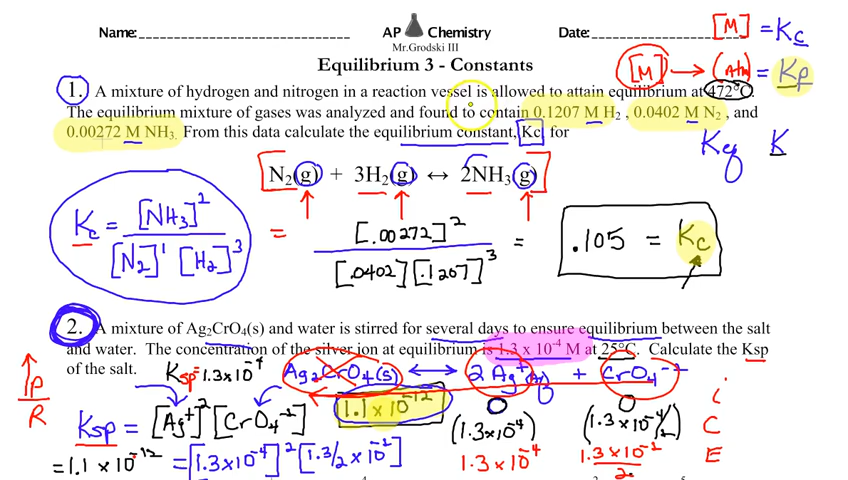 Name:____________________ AP Chemistry Date:____________________
Mr.Grodski III
[M] = Kc
Equilibrium 3 - Constants
[M] → (Atm) = Kp
1. A mixture of hydrogen and nitrogen in a reaction vessel is allowed to attain equilibrium at 472°C.
The equilibrium mixture of gases was analyzed and found to contain 0.1207 M H₂ , 0.0402 M N₂ , and
0.00272 M NH₃. From this data calculate the equilibrium constant, Kc, for
Keq K
N₂(g) + 3H₂(g) ↔ 2NH₃(g)
Kc = [NH3]² / [N2]¹ [H2]³ = [.00272]² / [.0402][.1207]³ = .105 = Kc
2. A mixture of Ag₂CrO₄(s) and water is stirred for several days to ensure equilibrium between the salt
and water. The concentration of the silver ion at equilibrium is 1.3 x 10⁻⁴ M at 25°C. Calculate the Ksp
of the salt.
Ksp=1.3x10⁻⁴ Ag₂CrO₄(s) ↔ 2Ag⁺ + CrO₄⁻²
IP
R
1.1 x 10⁻¹² 0 0 i
Ksp = [Ag⁺]² [CrO₄⁻²] (1.3x10⁻⁴) (1.3x10⁻⁴/2) C
= 1.1 x 10⁻¹² = [1.3x10⁻⁴]² [1.3/2 x10⁻²] 1.3x10⁻⁴ 1.3x10⁻²/2 E